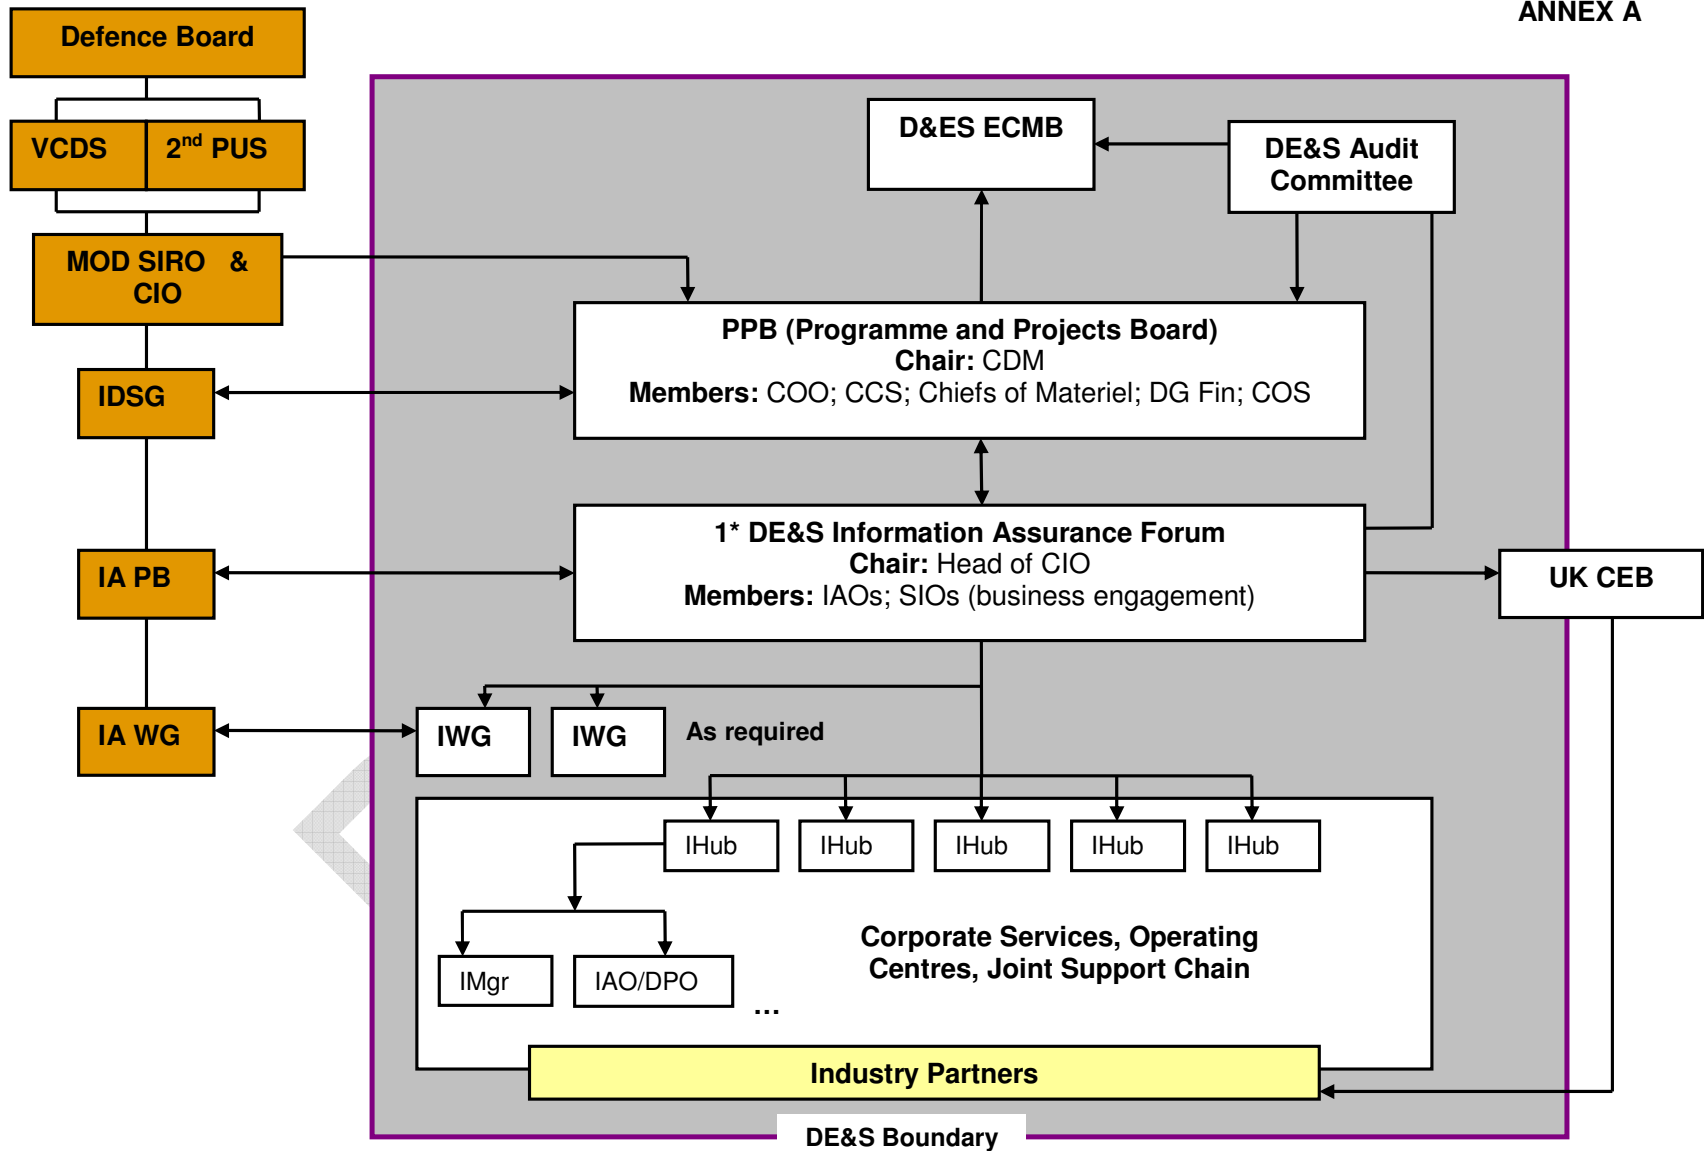 ANNEX A
Defence Board
VCDS
2nd PUS
MOD SIRO &
CIO
IDSG
IA PB
IA WG
D&ES ECMB
DE&S Audit
Committee
PPB (Programme and Projects Board)
Chair: CDM
Members: COO; CCS; Chiefs of Materiel; DG Fin; COS
1* DE&S Information Assurance Forum
Chair: Head of CIO
Members: IAOs; SIOs (business engagement)
UK CEB
IWG
IWG
As required
IHub
IHub
IHub
IHub
IHub
IMgr
IAO/DPO
...
Corporate Services, Operating
Centres, Joint Support Chain
Industry Partners
DE&S Boundary